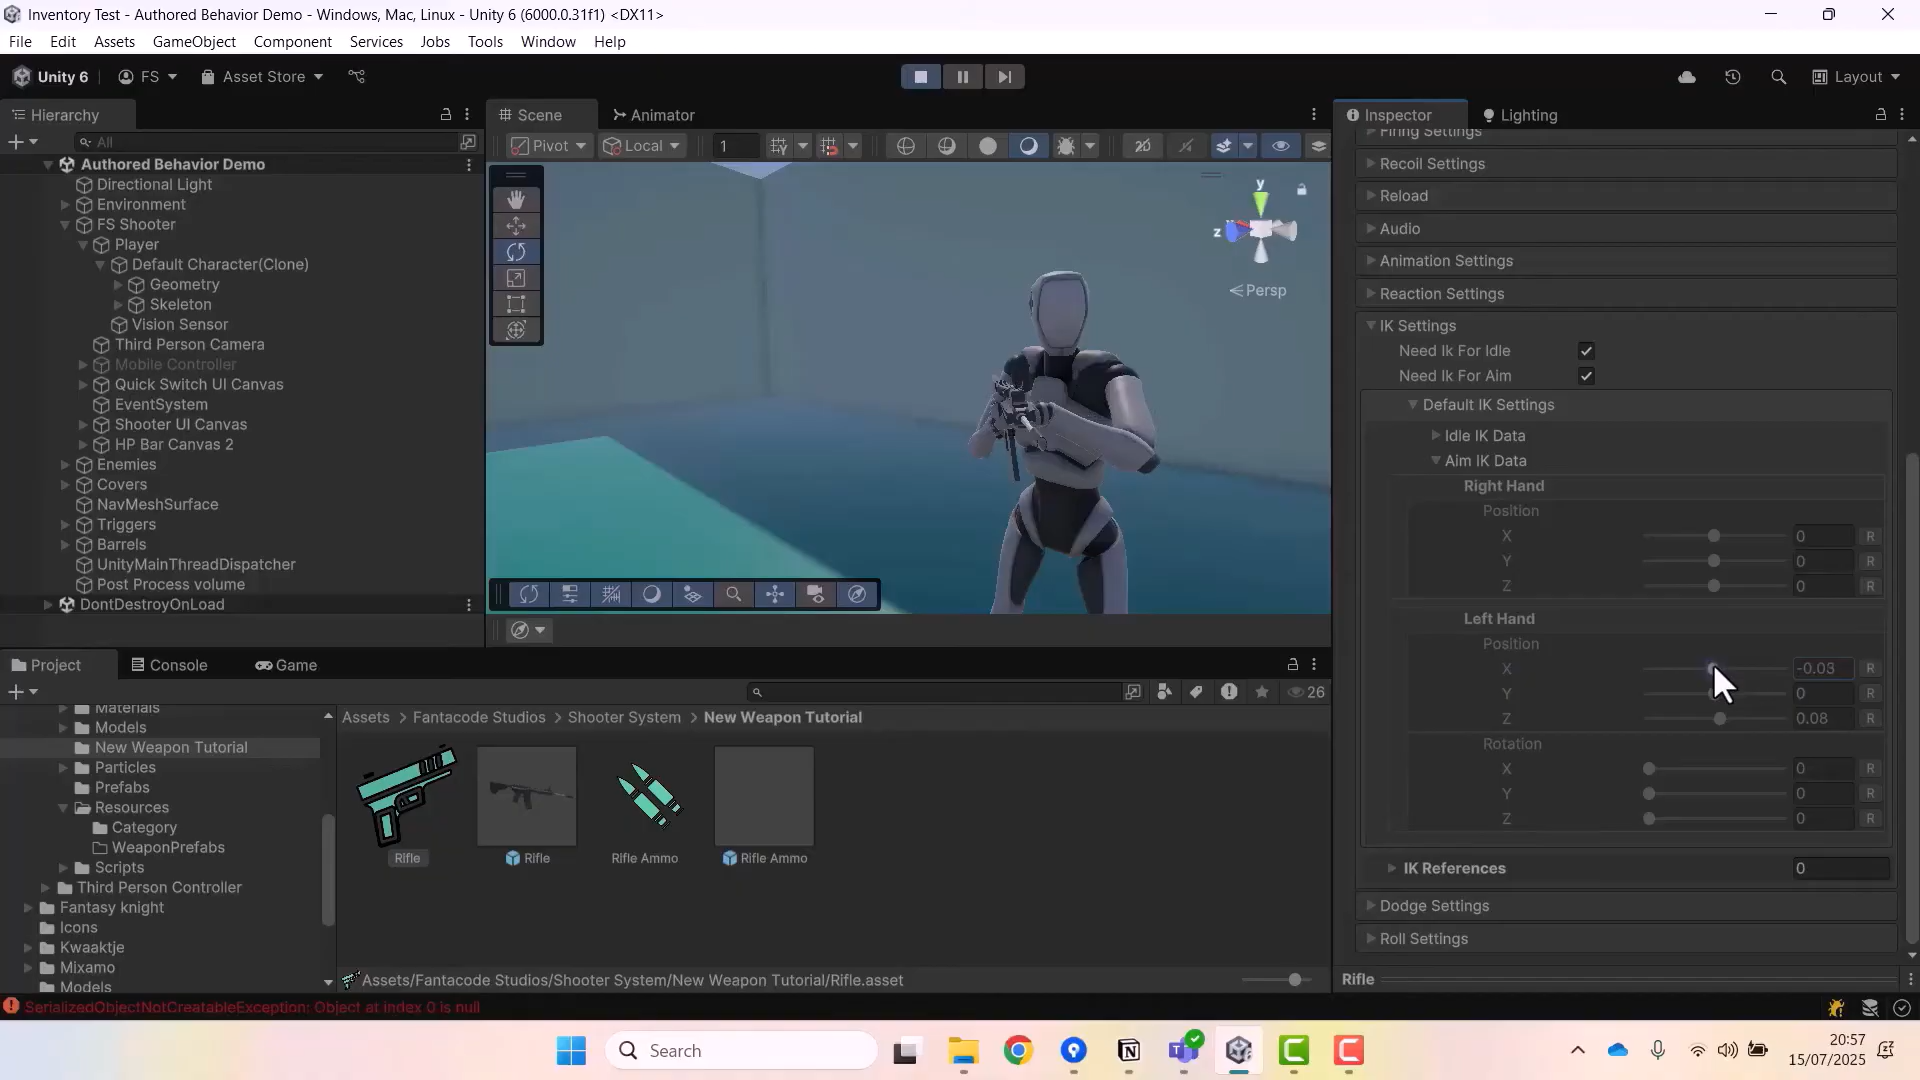 Inventory Test - Authored Behavior Demo - Windows, Mac, Linux - Unity 6 (6000.0.31f1) <DX11>
File Edit Assets GameObject Component Services Jobs Tools Window Help
Unity 6 FS Asset Store Layout
Hierarchy
All
Authored Behavior Demo
Directional Light
Environment
FS Shooter
Player
Default Character(Clone)
Geometry
Skeleton
Vision Sensor
Third Person Camera
Mobile Controller
Quick Switch UI Canvas
EventSystem
Shooter UI Canvas
HP Bar Canvas 2
Enemies
Covers
NavMeshSurface
Triggers
Barrels
UnityMainThreadDispatcher
Post Process volume
DontDestroyOnLoad
Scene Animator
Pivot Local 1 2D
y
z
Persp
Inspector Lighting
Firing Settings
Recoil Settings
Reload
Audio
Animation Settings
Reaction Settings
IK Settings
Need Ik For Idle
Need Ik For Aim
Default IK Settings
Idle IK Data
Aim IK Data
Right Hand
Position
X 0 R
Y 0 R
Z 0 R
Left Hand
Position
X -0.03 R
Y 0 R
Z 0.08 R
Rotation
X 0 R
Y 0 R
Z 0 R
IK References 0
Dodge Settings
Roll Settings
Rifle
Project Console Game
26
Materials
Models
New Weapon Tutorial
Particles
Prefabs
Resources
Category
WeaponPrefabs
Scripts
Third Person Controller
Fantasy knight
Icons
Kwaaktje
Mixamo
Models
Assets > Fantacode Studios > Shooter System > New Weapon Tutorial
Rifle Rifle Rifle Ammo Rifle Ammo
Assets/Fantacode Studios/Shooter System/New Weapon Tutorial/Rifle.asset
SerializedObjectNotCreatableException: Object at index 0 is null
Search
20:57
15/07/2025